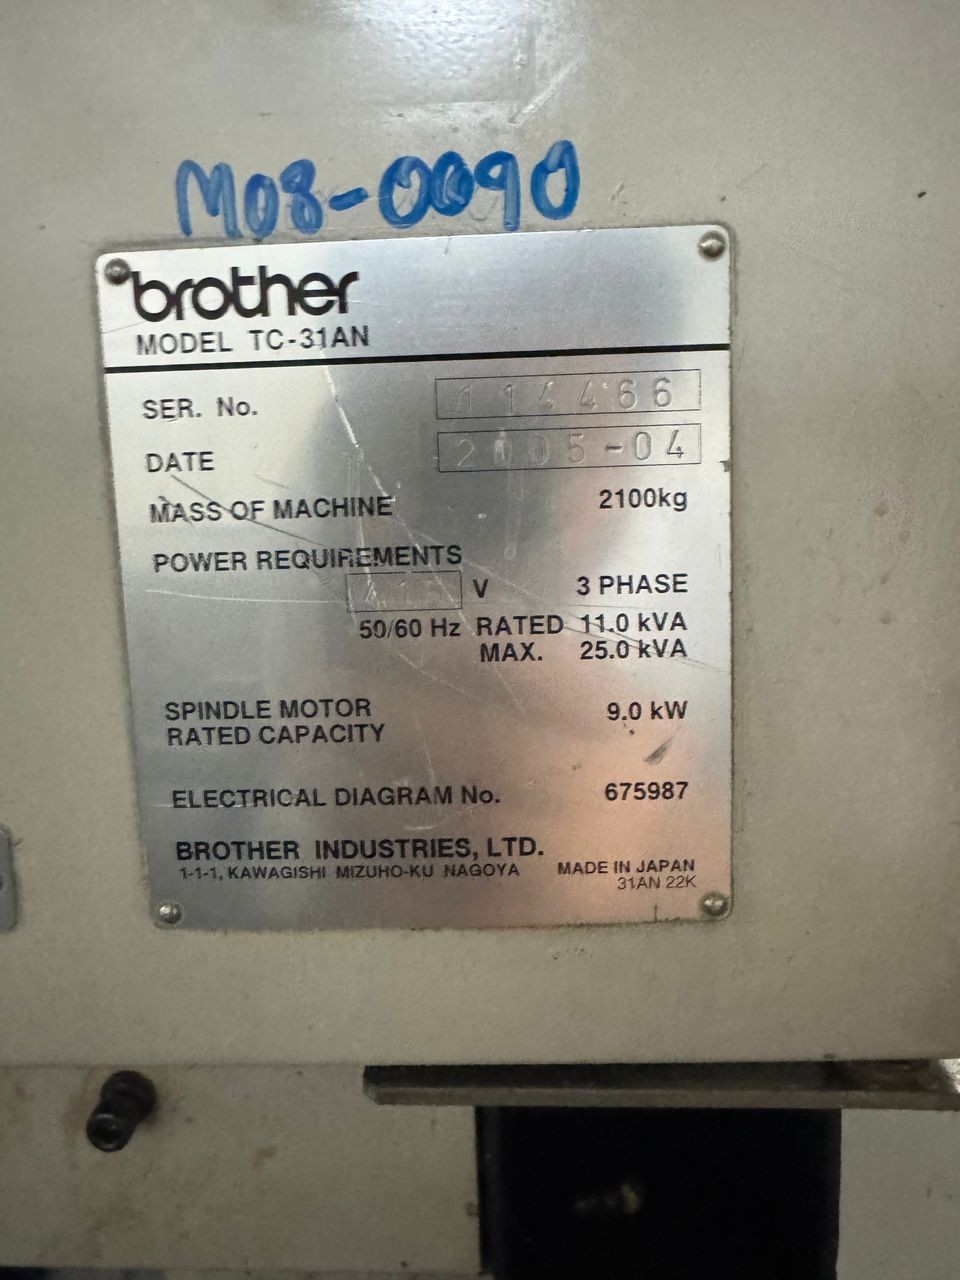 M08-0090
brother
MODEL TC-31AN
SER. No. 114466
DATE 2005-04
MASS OF MACHINE 2100kg
POWER REQUIREMENTS
V 3 PHASE
50/60 Hz RATED 11.0 kVA
MAX. 25.0 kVA
SPINDLE MOTOR 9.0 kW
RATED CAPACITY
ELECTRICAL DIAGRAM No. 675987
BROTHER INDUSTRIES, LTD.
1-1-1, KAWAGISHI MIZUHO-KU NAGOYA MADE IN JAPAN
31AN 22K